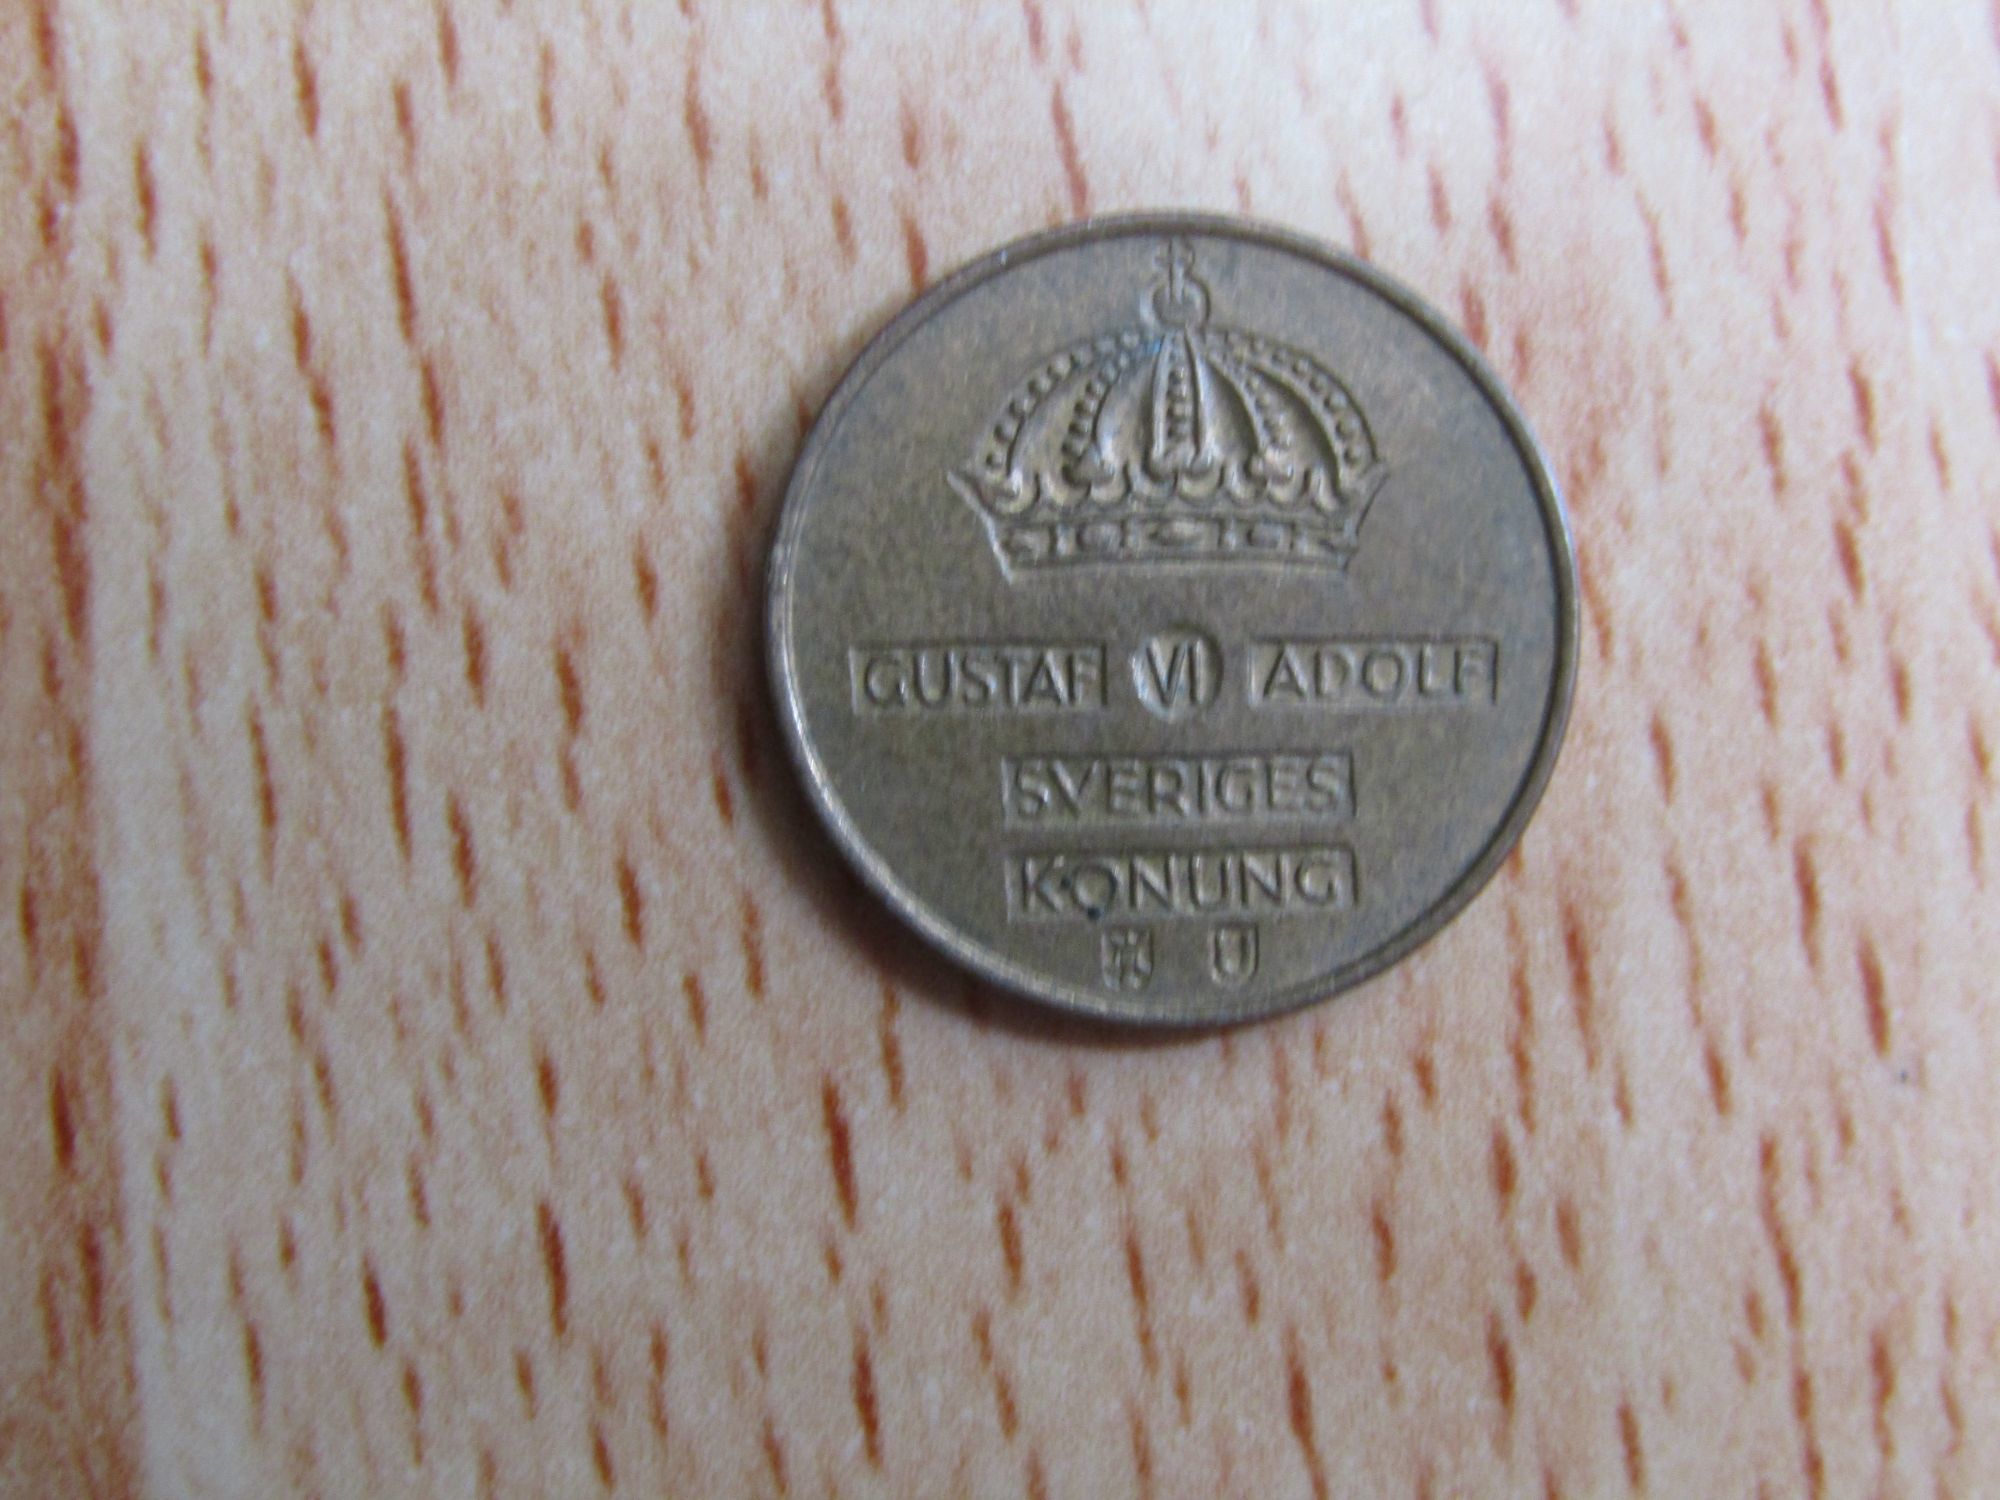 GUSTAF VI ADOLF
SVERIGES
KONUNG
U